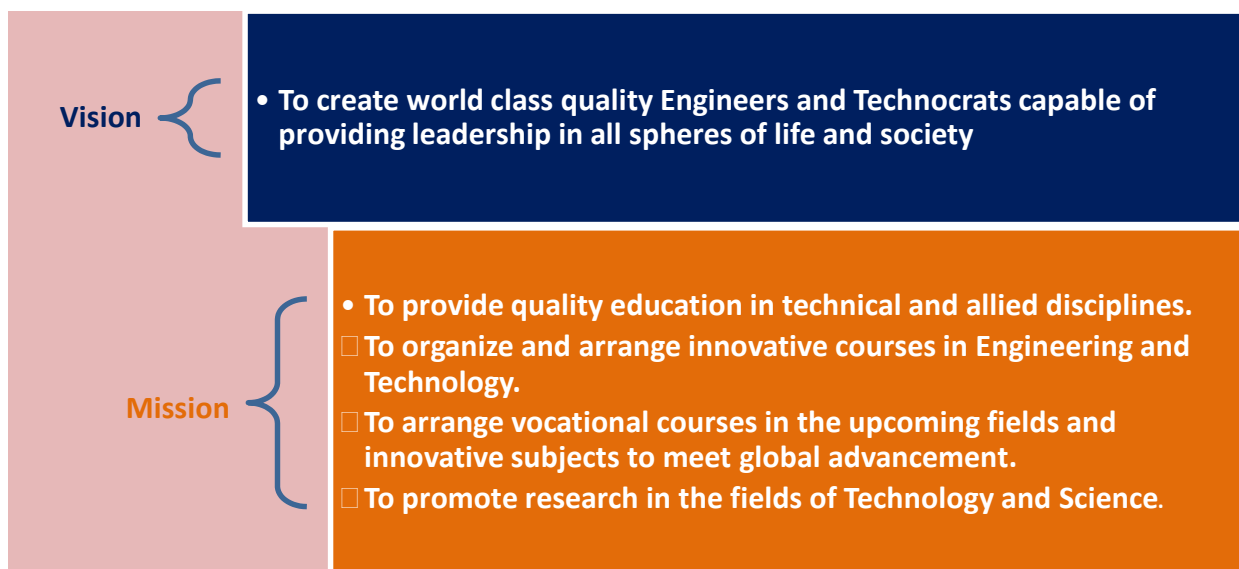 Vision
• To create world class quality Engineers and Technocrats capable of
providing leadership in all spheres of life and society
Mission
• To provide quality education in technical and allied disciplines.
□ To organize and arrange innovative courses in Engineering and
Technology.
□ To arrange vocational courses in the upcoming fields and
innovative subjects to meet global advancement.
□ To promote research in the fields of Technology and Science.